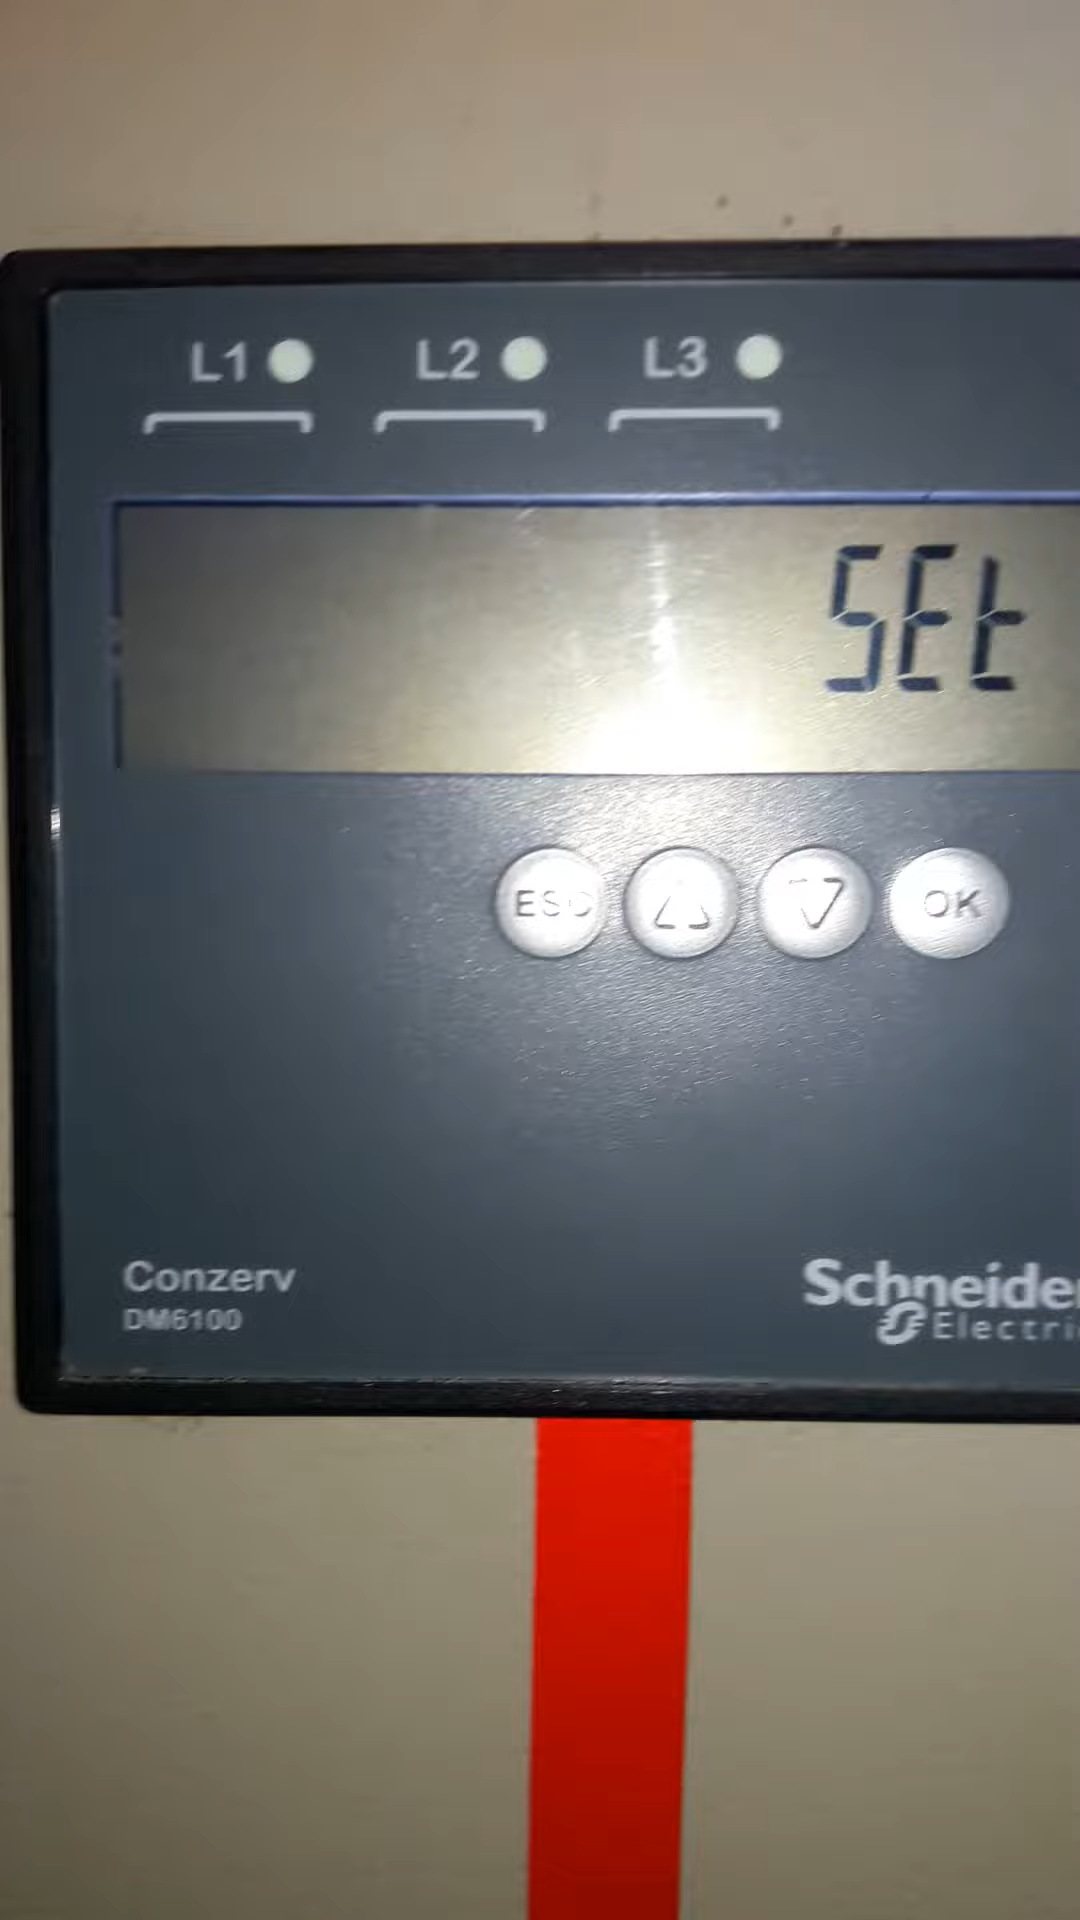 L1 L2 L3
SEt
ESC OK
Conzerv
DM6100
Schneider
Electric